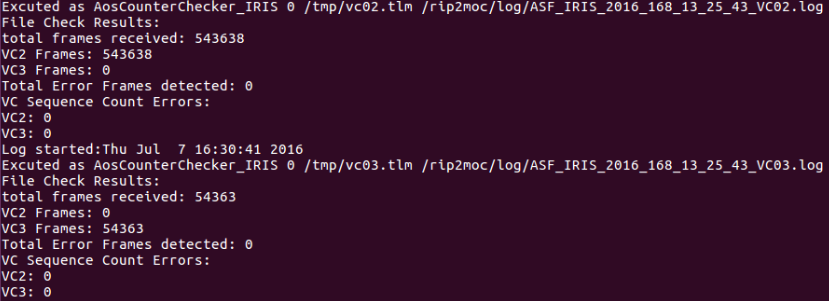 Excuted as AosCounterChecker_IRIS 0 /tmp/vc02.tlm /rip2moc/log/ASF_IRIS_2016_168_13_25_43_VC02.log
File Check Results:
total frames received: 543638
VC2 Frames: 543638
VC3 Frames: 0
Total Error Frames detected: 0
VC Sequence Count Errors:
VC2: 0
VC3: 0
Log started:Thu Jul  7 16:30:41 2016
Excuted as AosCounterChecker_IRIS 0 /tmp/vc03.tlm /rip2moc/log/ASF_IRIS_2016_168_13_25_43_VC03.log
File Check Results:
total frames received: 54363
VC2 Frames: 0
VC3 Frames: 54363
Total Error Frames detected: 0
VC Sequence Count Errors:
VC2: 0
VC3: 0